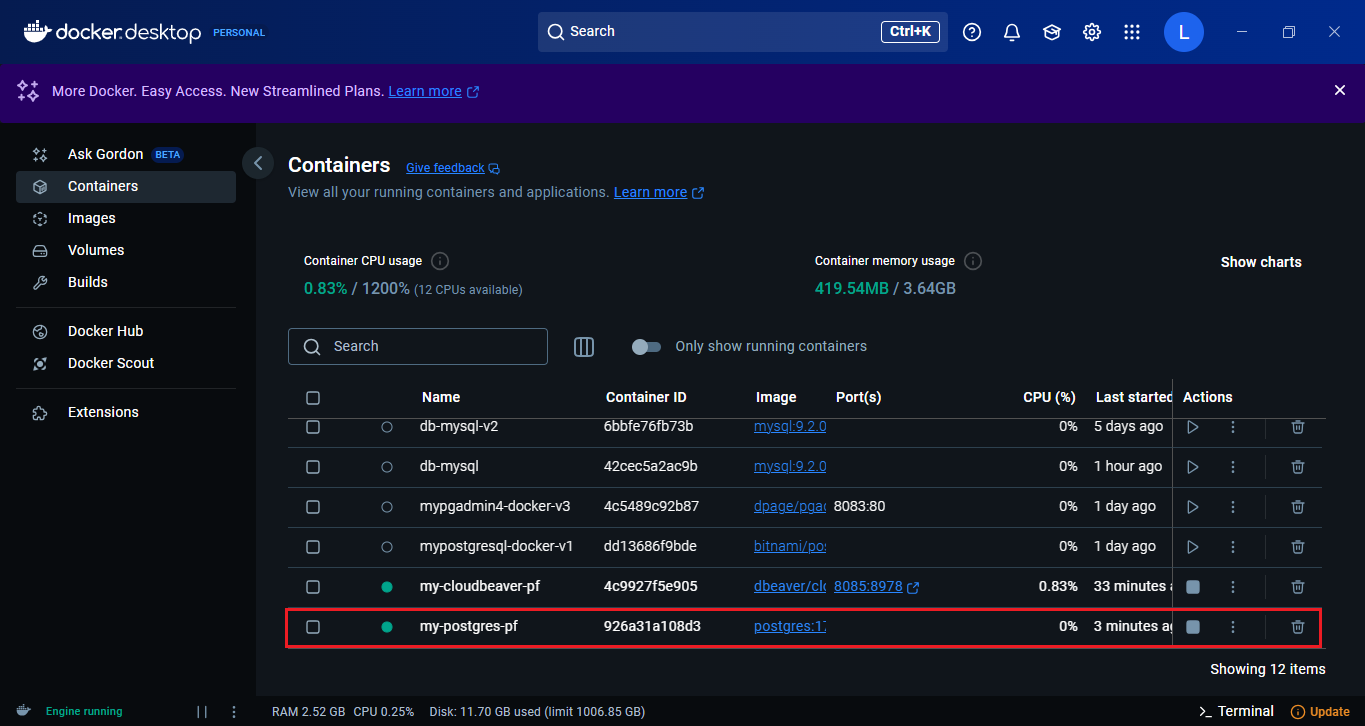 docker.desktop PERSONAL Search Ctrl+K L
More Docker. Easy Access. New Streamlined Plans. Learn more
Ask Gordon BETA
Containers
Images
Volumes
Builds
Docker Hub
Docker Scout
Extensions
Containers Give feedback
View all your running containers and applications. Learn more
Container CPU usage
0.83% / 1200% (12 CPUs available)
Container memory usage
419.54MB / 3.64GB
Show charts
Search Only show running containers
Name Container ID Image Port(s) CPU (%) Last started Actions
db-mysql-v2 6bbfe76fb73b mysql:9.2.0 0% 5 days ago
db-mysql 42cec5a2ac9b mysql:9.2.0 0% 1 hour ago
mypgadmin4-docker-v3 4c5489c92b87 dpage/pgad 8083:80 0% 1 day ago
mypostgresql-docker-v1 dd13686f9bde bitnami/pos 0% 1 day ago
my-cloudbeaver-pf 4c9927f5e905 dbeaver/clo 8085:8978 0.83% 33 minutes a
my-postgres-pf 926a31a108d3 postgres:17 0% 3 minutes ag
Showing 12 items
Engine running RAM 2.52 GB CPU 0.25% Disk: 11.70 GB used (limit 1006.85 GB) >_ Terminal Update